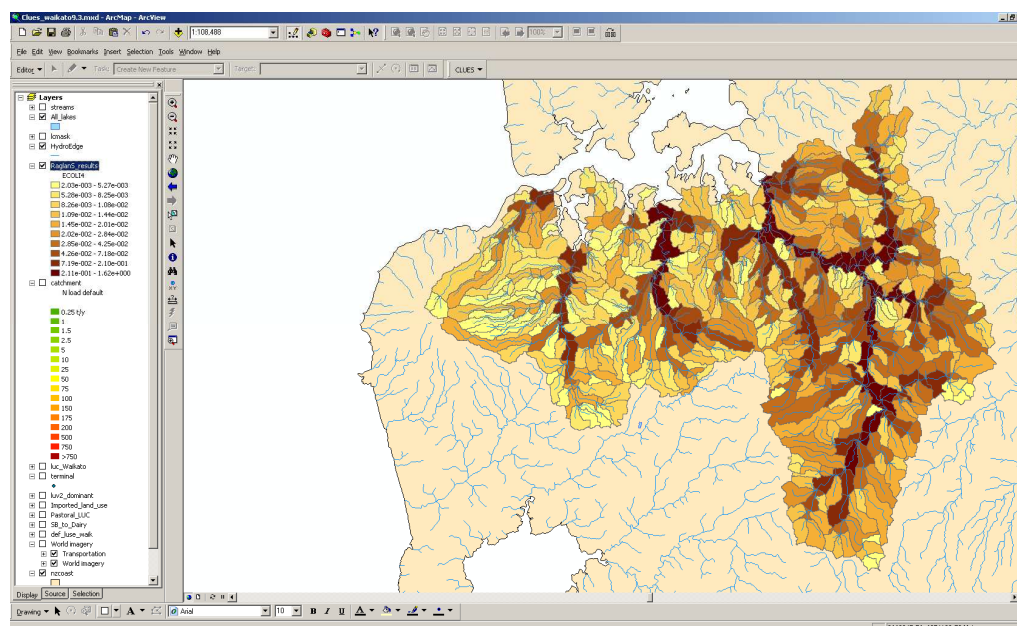 Clues_waikato9.3.mxd - ArcMap - ArcView
1:108,488
100%
File Edit View Bookmarks Insert Selection Tools Window Help
Editor Task: Create New Feature Target: CLUES
Layers
streams
All_lakes
lcmask
HydroEdge
RaglanS_results
ECOLI4
2.03e-003 - 5.27e-003
5.28e-003 - 8.25e-003
8.26e-003 - 1.08e-002
1.09e-002 - 1.44e-002
1.45e-002 - 2.01e-002
2.02e-002 - 2.84e-002
2.85e-002 - 4.25e-002
4.26e-002 - 7.18e-002
7.19e-002 - 2.10e-001
2.11e-001 - 1.62e+000
catchment
N load default
0.25 t/y
1
1.5
2.5
5
10
25
50
75
100
150
175
200
500
750
>750
luc_Waikato
terminal
luv2_dominant
Imported_land_use
Pastoral_LUC
SB_to_Dairy
def_luse_waik
World imagery
Transportation
World imagery
nzcoast
Display Source Selection
Drawing A Arial 10 B I U A